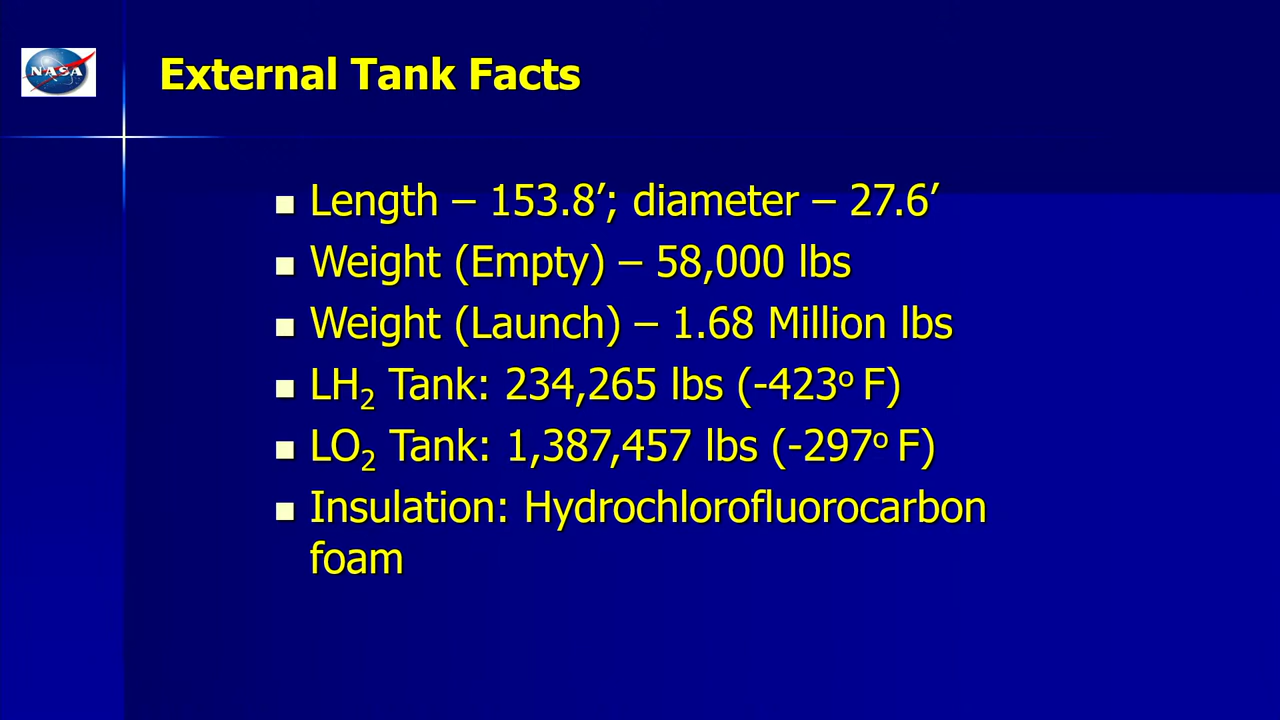 NASA
External Tank Facts
Length – 153.8’; diameter – 27.6’
Weight (Empty) – 58,000 lbs
Weight (Launch) – 1.68 Million lbs
LH₂ Tank: 234,265 lbs (-423º F)
LO₂ Tank: 1,387,457 lbs (-297º F)
Insulation: Hydrochlorofluorocarbon
foam